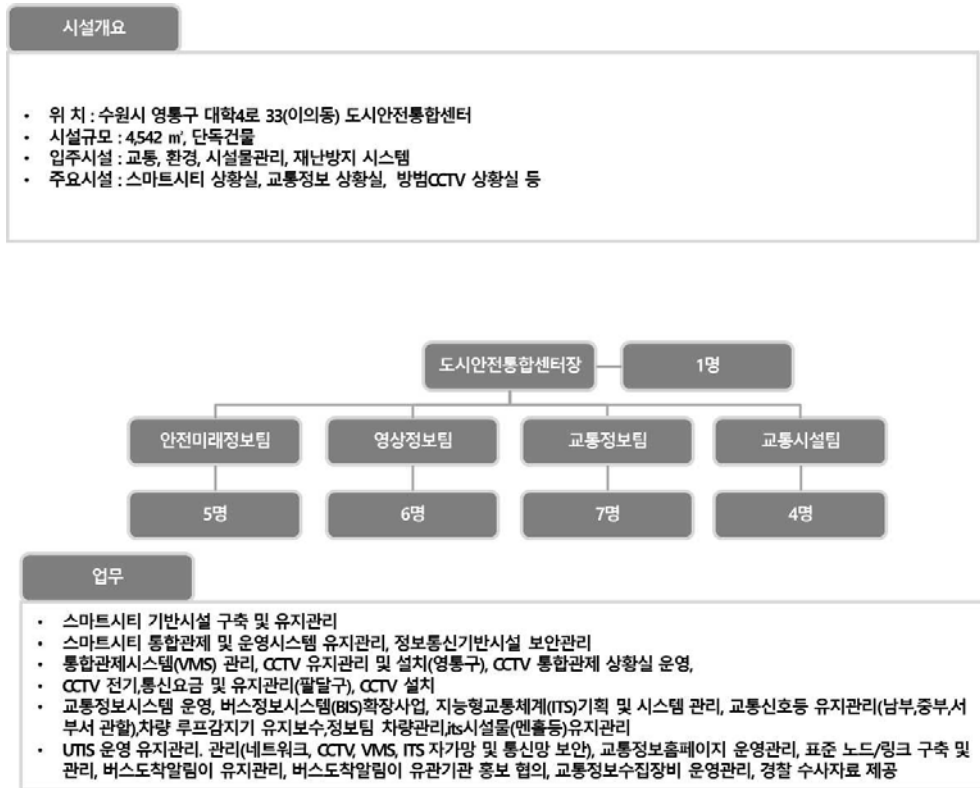 시설개요
• 위 치 : 수원시 영통구 대학4로 33(이의동) 도시안전통합센터
• 시설규모 : 4,542 ㎡, 단독건물
• 입주시설 : 교통, 환경, 시설물관리, 재난방지 시스템
• 주요시설 : 스마트시티 상황실, 교통정보 상황실, 방범CCTV 상황실 등
도시안전통합센터장 1명
안전미래정보팀 영상정보팀 교통정보팀 교통시설팀
5명 6명 7명 4명
업무
• 스마트시티 기반시설 구축 및 유지관리
• 스마트시티 통합관제 및 운영시스템 유지관리, 정보통신기반시설 보안관리
• 통합관제시스템(VMS) 관리, CCTV 유지관리 및 설치(영통구), CCTV 통합관제 상황실 운영,
• CCTV 전기,통신요금 및 유지관리(팔달구), CCTV 설치
• 교통정보시스템 운영, 버스정보시스템(BIS)확장사업, 지능형교통체계(ITS)기획 및 시스템 관리, 교통신호등 유지관리(남부,중부,서
부서 관할),차량 루프감지기 유지보수,정보팀 차량관리,its시설물(멘홀등)유지관리
• UTIS 운영 유지관리. 관리(네트워크, CCTV, VMS, ITS 자가망 및 통신망 보안), 교통정보홈페이지 운영관리, 표준 노드/링크 구축 및
관리, 버스도착알림이 유지관리, 버스도착알림이 유관기관 홍보 협의, 교통정보수집장비 운영관리, 경찰 수사자료 제공